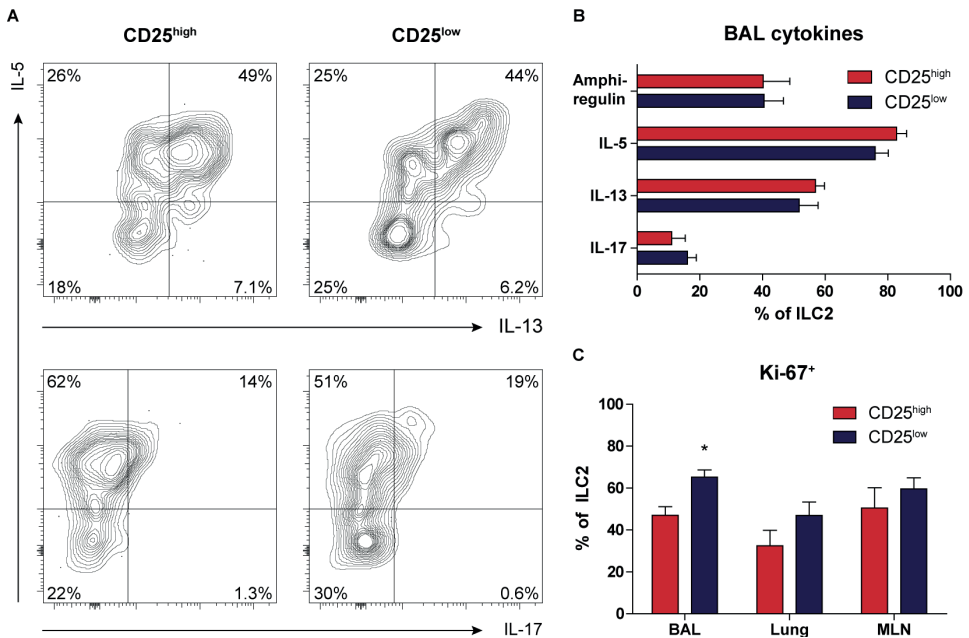 A
CD25high
CD25low
IL-5
26%
49%
18%
7.1%
25%
44%
25%
6.2%
IL-13
62%
14%
22%
1.3%
51%
19%
30%
0.6%
IL-17
B
BAL cytokines
CD25high
CD25low
Amphi-
regulin
IL-5
IL-13
IL-17
0 20 40 60 80 100
% of ILC2
C
Ki-67+
CD25high
CD25low
% of ILC2
100
80
60
40
20
0
*
BAL Lung MLN